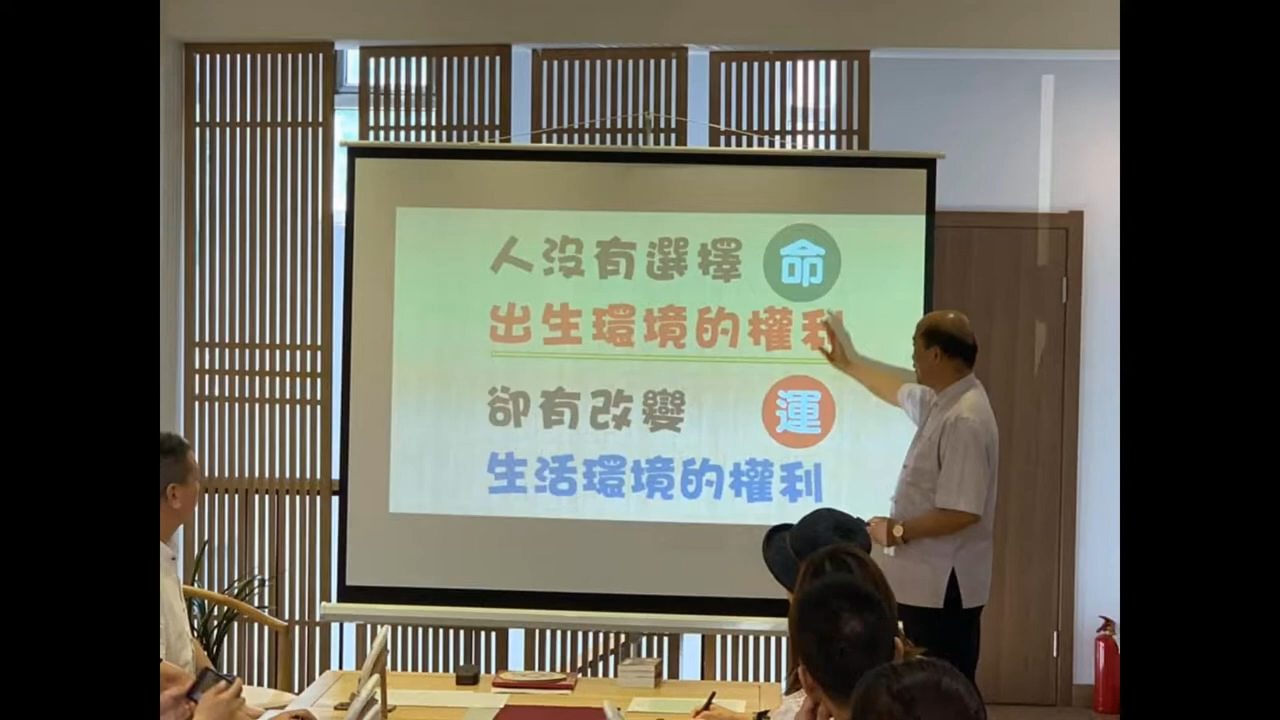 人沒有選擇 命
出生環境的權利
卻有改變 運
生活環境的權利